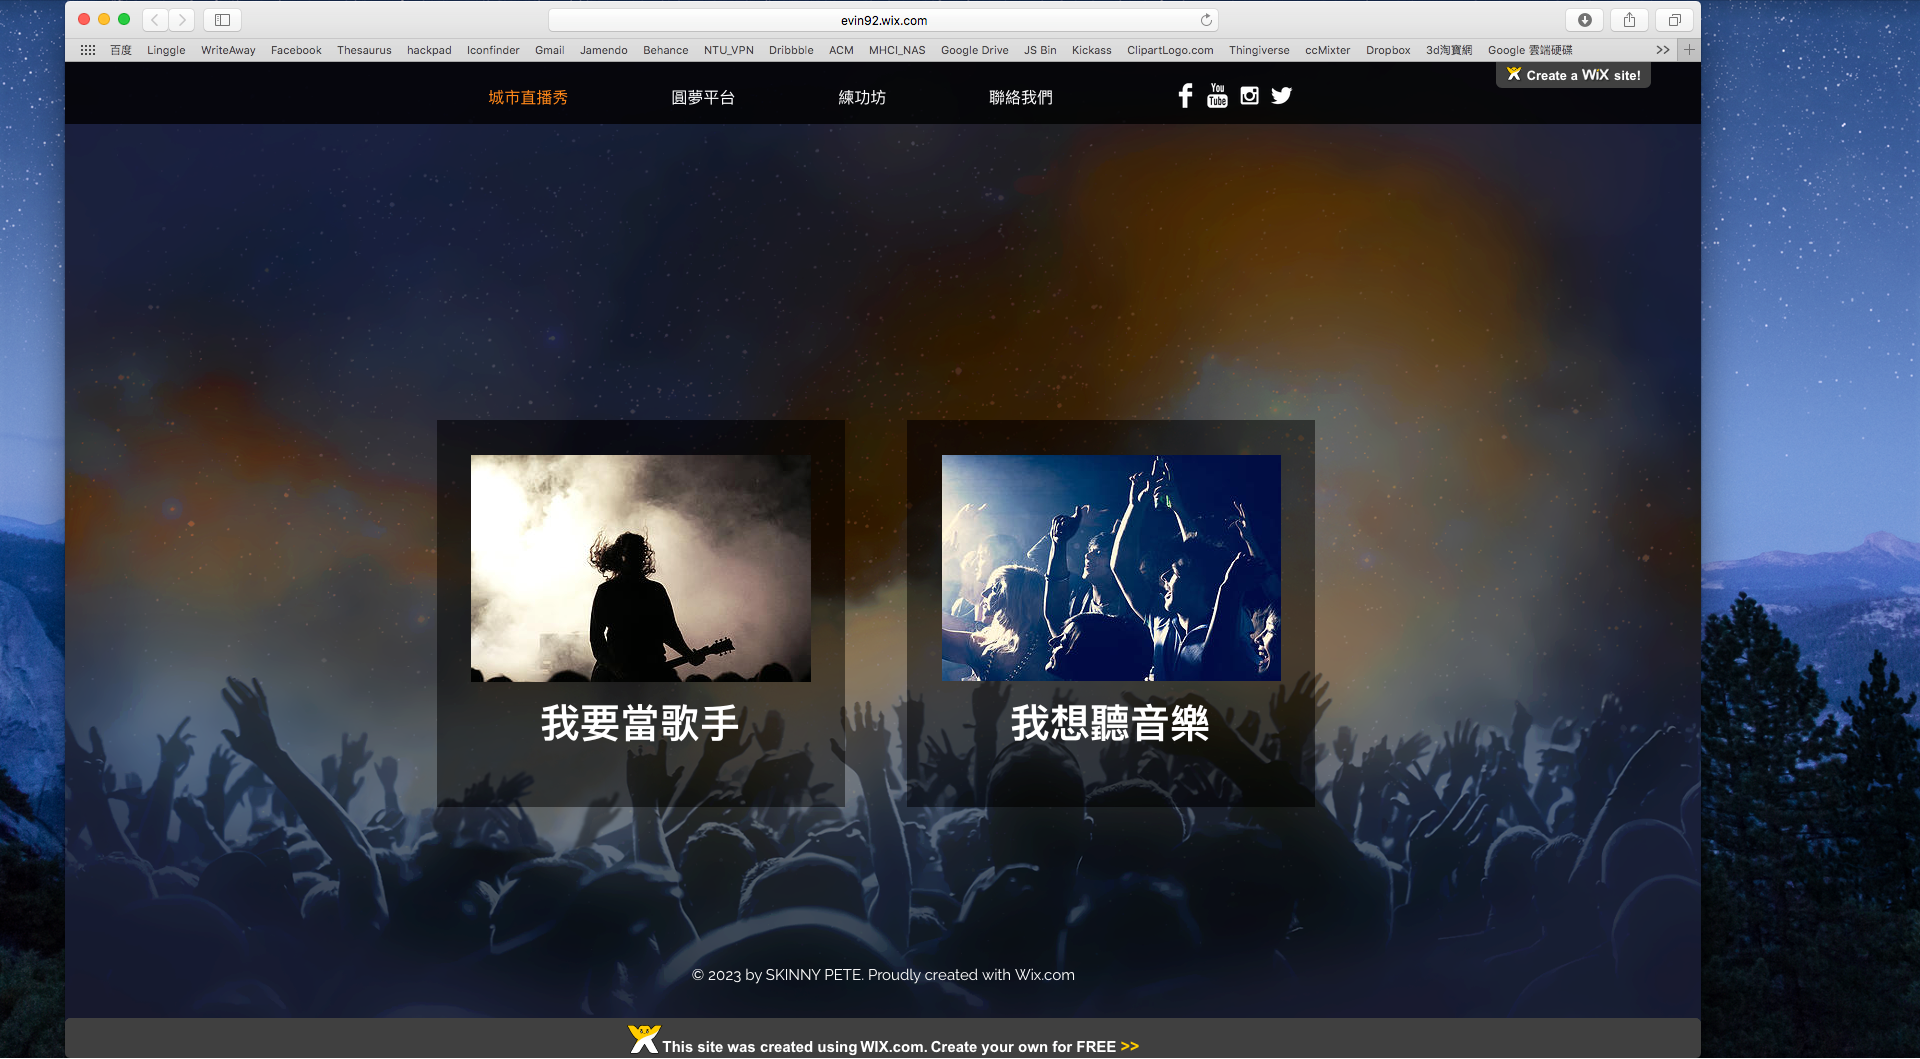 evin92.wix.com
百度 Linggle WriteAway Facebook Thesaurus hackpad Iconfinder Gmail Jamendo Behance NTU_VPN Dribbble ACM MHCI_NAS Google Drive JS Bin Kickass ClipartLogo.com Thingiverse ccMixter Dropbox 3d淘寶網 Google 雲端硬碟 >> +
Create a WiX site!
城市直播秀 圓夢平台 練功坊 聯絡我們 f You Tube
我要當歌手 我想聽音樂
© 2023 by SKINNY PETE. Proudly created with Wix.com
This site was created using WIX.com. Create your own for FREE >>